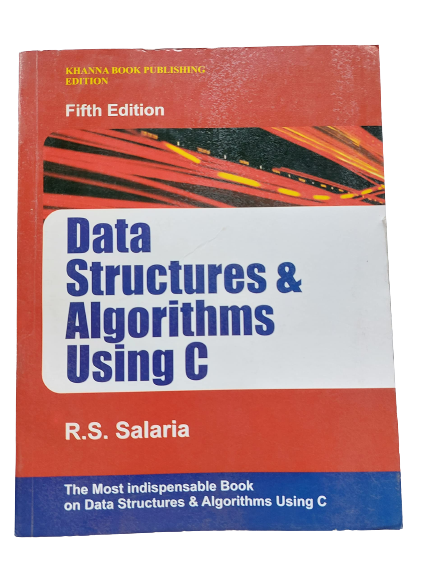 KHANNA BOOK PUBLISHING
EDITION
Fifth Edition
Data
Structures &
Algorithms
Using C
R.S. Salaria
The Most indispensable Book
on Data Structures & Algorithms Using C